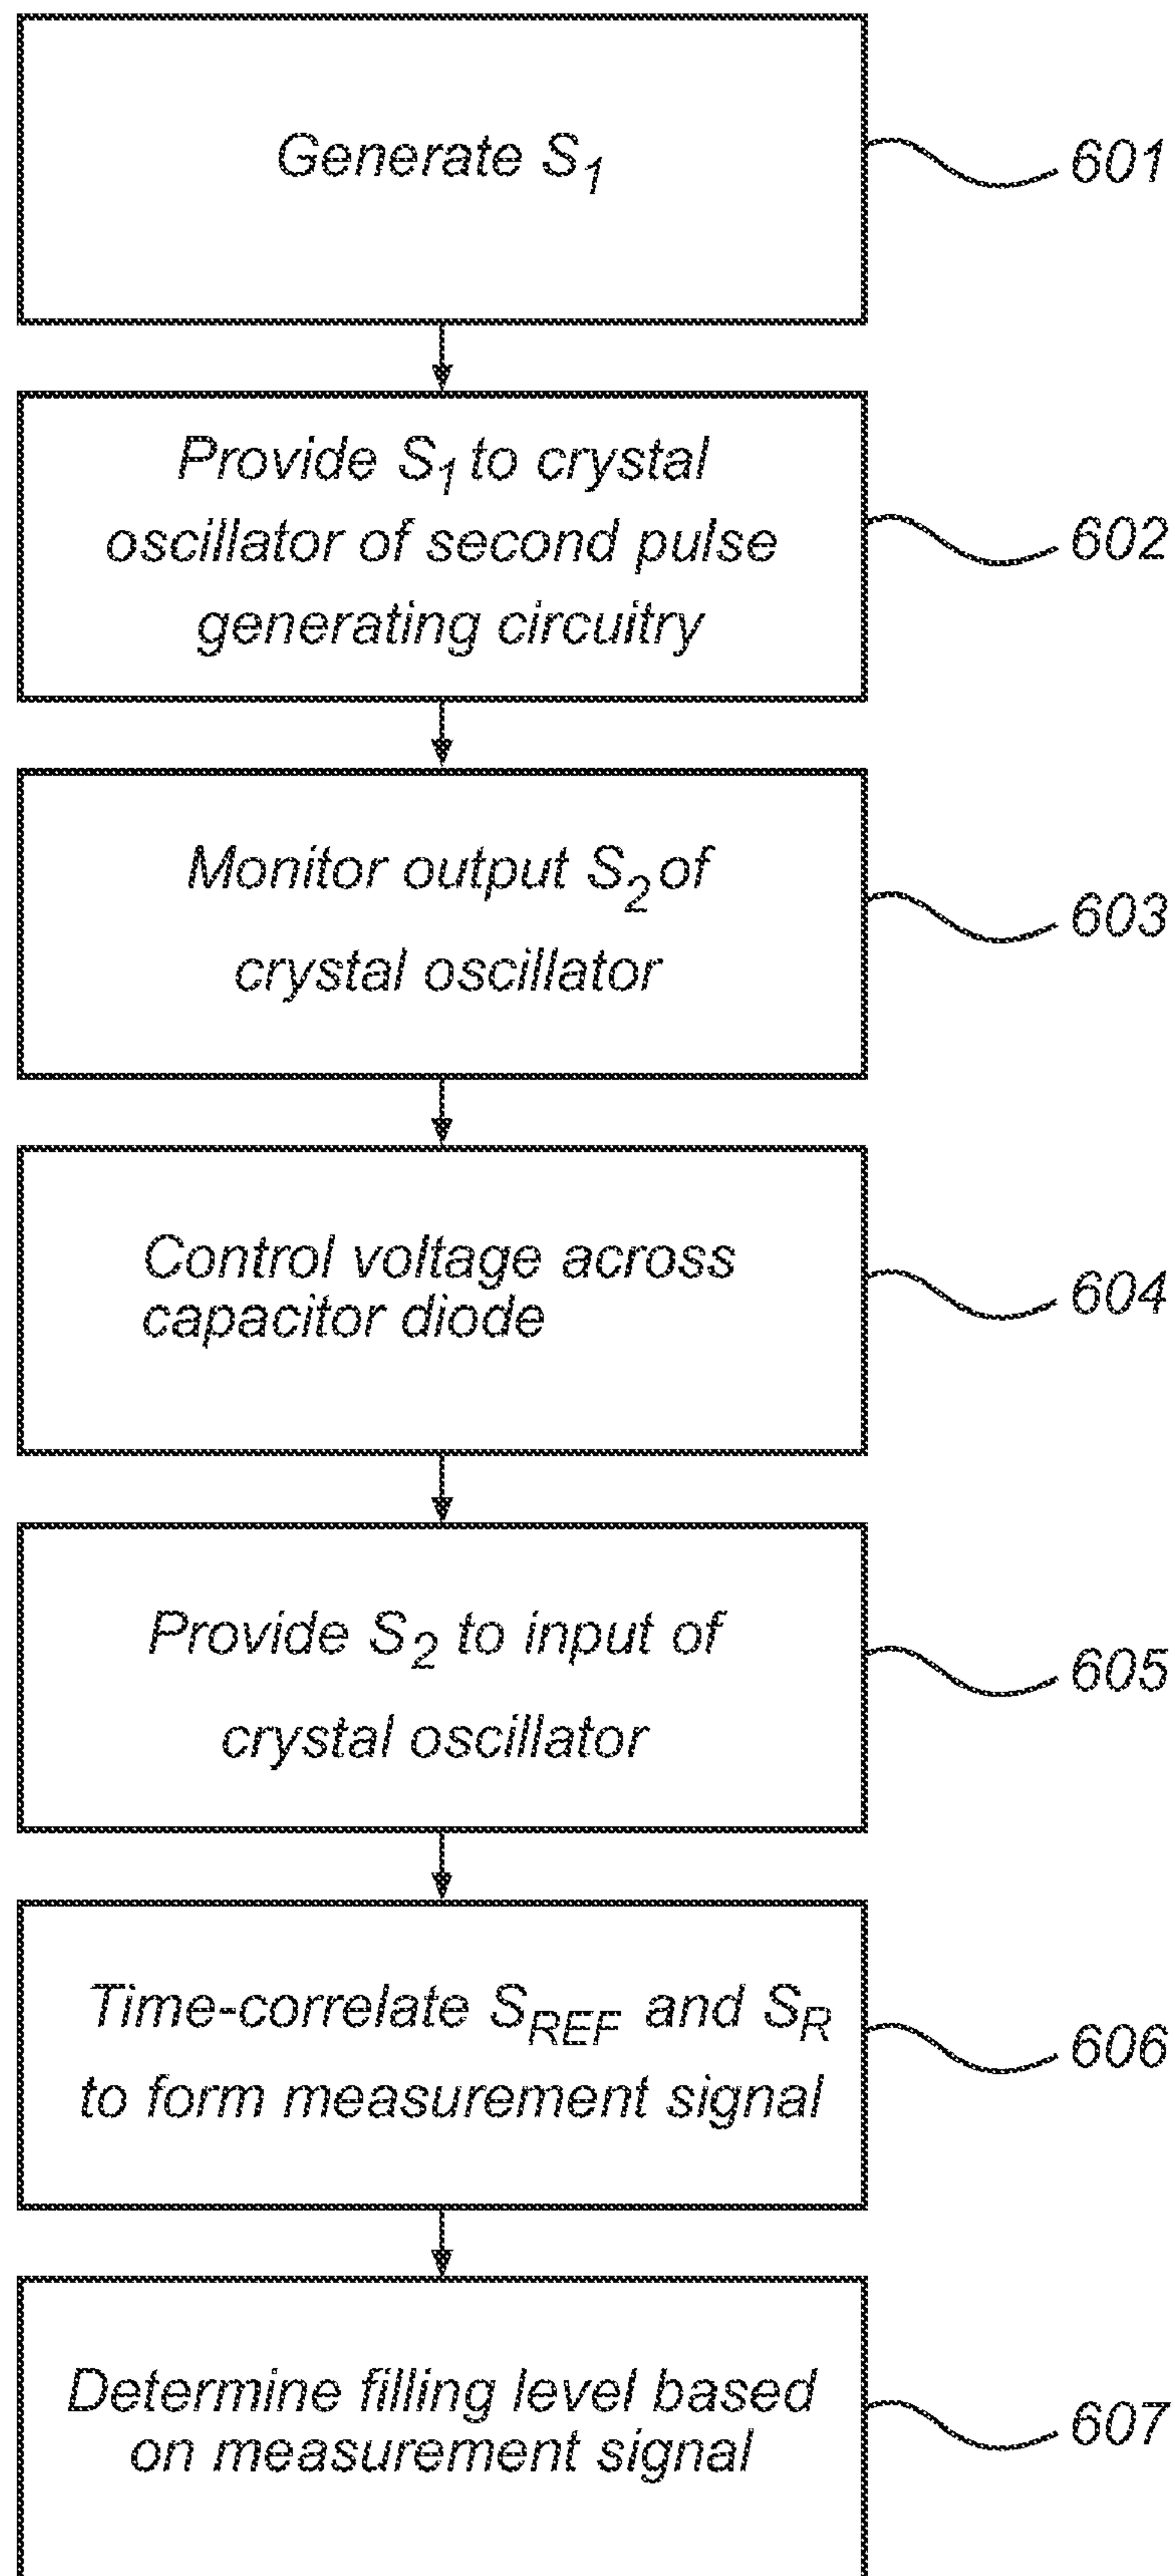 Generate S1
601
Provide S1 to crystal
oscillator of second pulse
generating circuitry
602
Monitor output S2 of
crystal oscillator
603
Control voltage across
capacitor diode
604
Provide S2 to input of
crystal oscillator
605
Time-correlate SREF and SR
to form measurement signal
606
Determine filling level based
on measurement signal
607